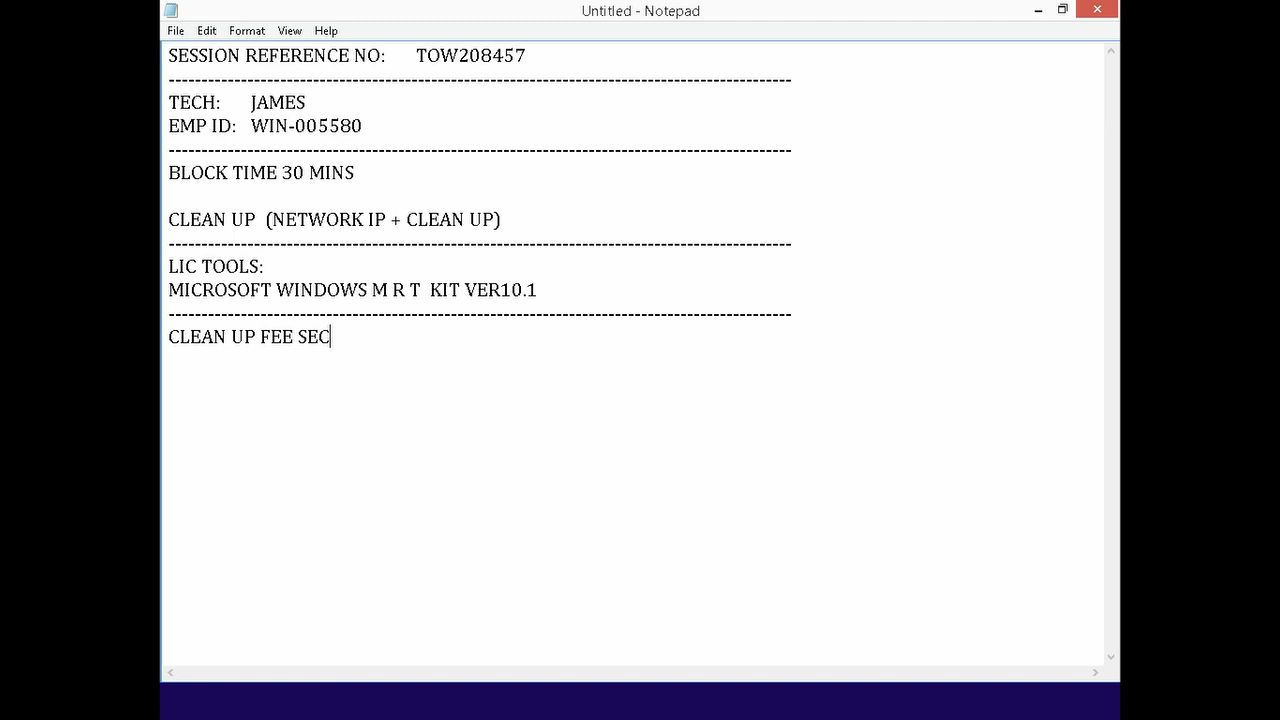 Untitled - Notepad
File Edit Format View Help
SESSION REFERENCE NO: TOW208457
-----------------------------------------------------------------------------------------------
TECH: JAMES
EMP ID: WIN-005580
-----------------------------------------------------------------------------------------------
BLOCK TIME 30 MINS
CLEAN UP (NETWORK IP + CLEAN UP)
-----------------------------------------------------------------------------------------------
LIC TOOLS:
MICROSOFT WINDOWS M R T KIT VER10.1
-----------------------------------------------------------------------------------------------
CLEAN UP FEE SEC